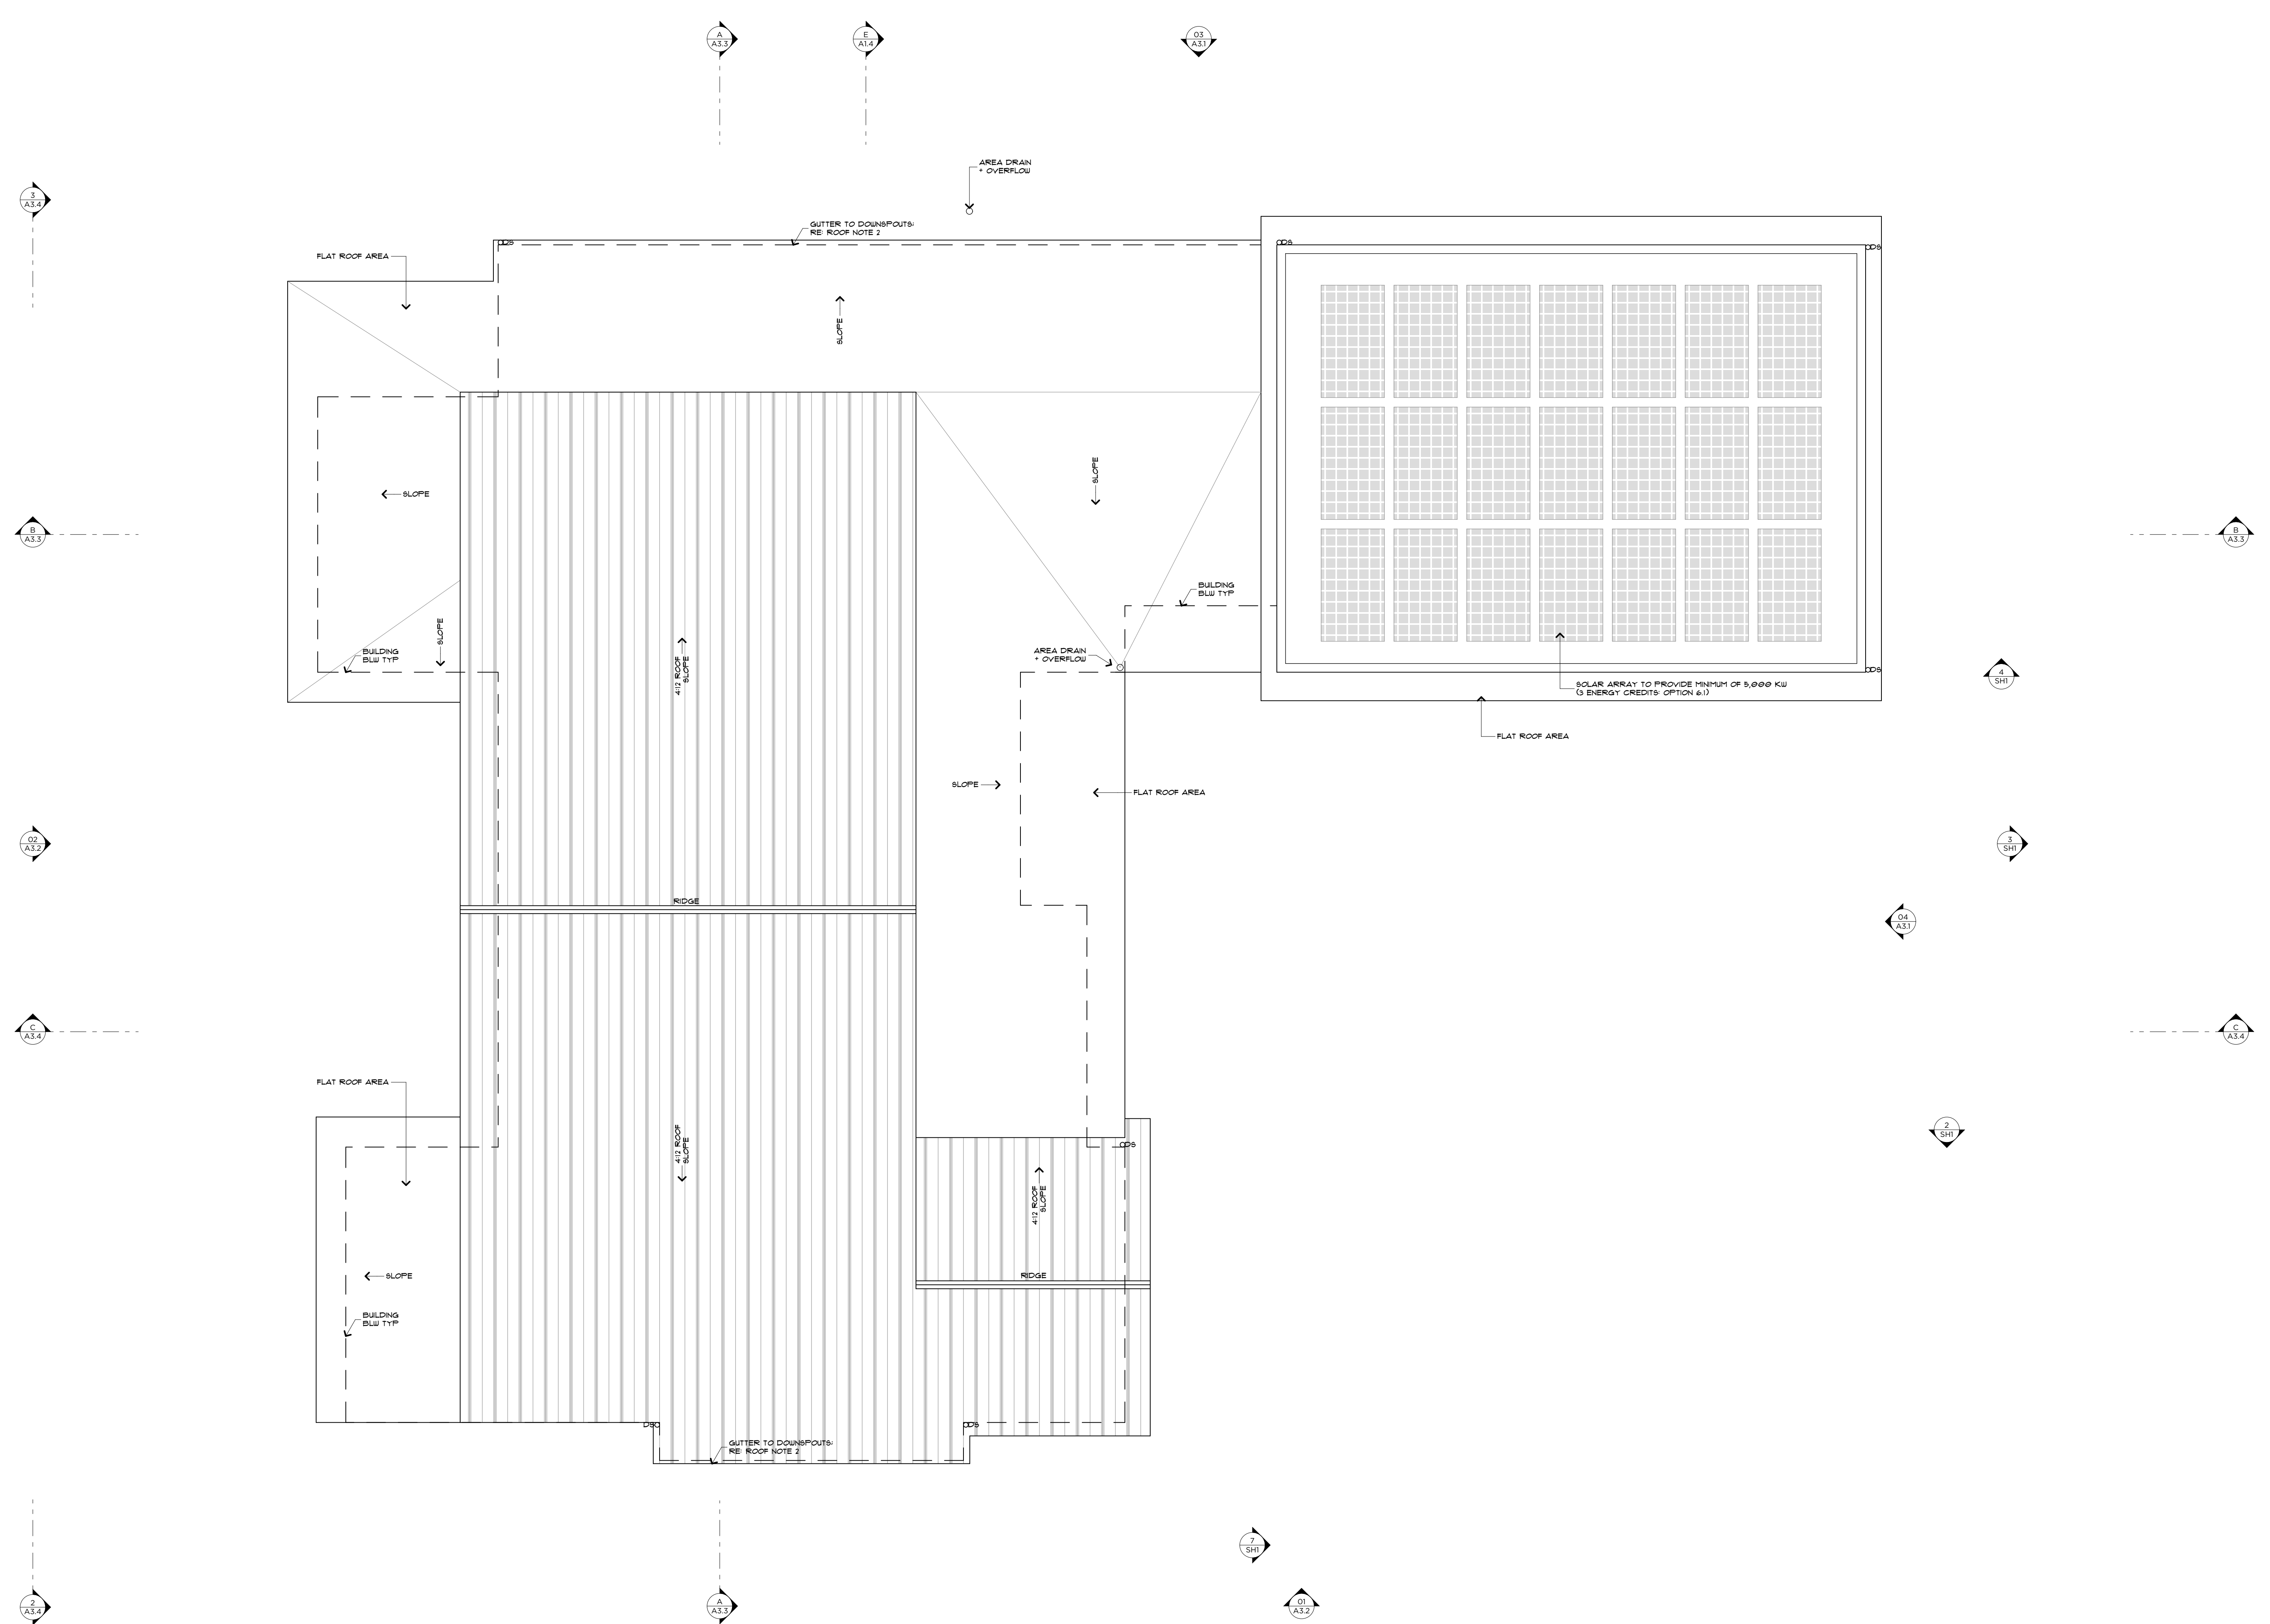 A
A3.3
E
A1.4
03
A3.1
AREA DRAIN
+ OVERFLOW
3
A3.4
GUTTER TO DOWNSPOUTS:
RE: ROOF NOTE 2
DS
DS
DS
FLAT ROOF AREA
SLOPE
SLOPE
SLOPE
B
A3.3
B
A3.3
BUILDING
BLW TYP
SLOPE
BUILDING
BLW TYP
AREA DRAIN
+ OVERFLOW
4:12 ROOF
SLOPE
DS
4
SH1
SOLAR ARRAY TO PROVIDE MINIMUM OF 5,000 KW
(3 ENERGY CREDITS: OPTION 6.1)
FLAT ROOF AREA
SLOPE
FLAT ROOF AREA
02
A3.2
3
SH1
RIDGE
04
A3.1
C
A3.4
C
A3.4
FLAT ROOF AREA
2
SH1
4:12 ROOF
SLOPE
DS
4:12 ROOF
SLOPE
SLOPE
RIDGE
BUILDING
BLW TYP
DS
DS
GUTTER TO DOWNSPOUTS:
RE: ROOF NOTE 2
7
SH1
2
A3.4
A
A3.3
01
A3.2